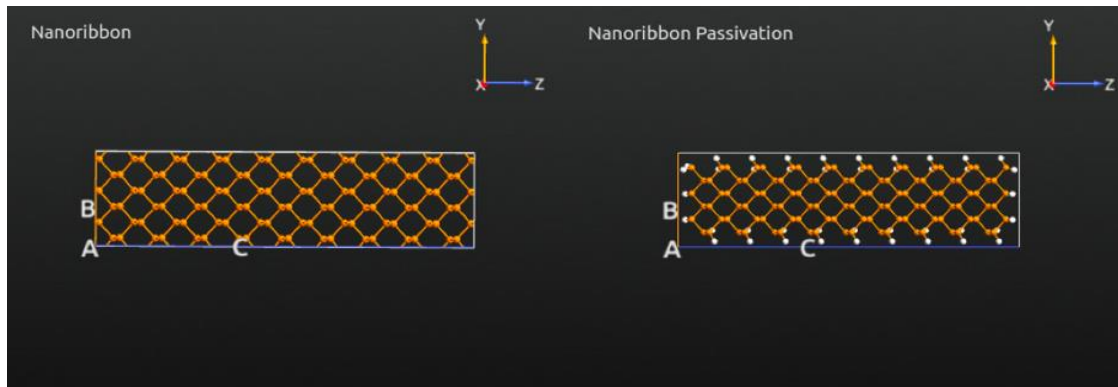 Nanoribbon
Y
X Z
B
A
C
Nanoribbon Passivation
Y
X Z
B
A
C